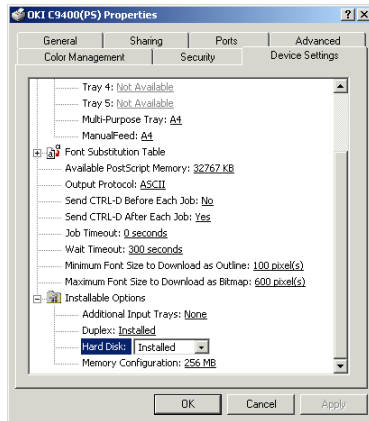 OKI C9400(PS) Properties
General Sharing Ports Advanced
Color Management Security Device Settings
Tray 4: Not Available
Tray 5: Not Available
Multi-Purpose Tray: A4
ManualFeed: A4
Font Substitution Table
Available PostScript Memory: 32767 KB
Output Protocol: ASCII
Send CTRL-D Before Each Job: No
Send CTRL-D After Each Job: Yes
Job Timeout: 0 seconds
Wait Timeout: 300 seconds
Minimum Font Size to Download as Outline: 100 pixel(s)
Maximum Font Size to Download as Bitmap: 600 pixel(s)
Installable Options
Additional Input Trays: None
Duplex: Installed
Hard Disk: Installed
Memory Configuration: 256 MB
OK Cancel Apply